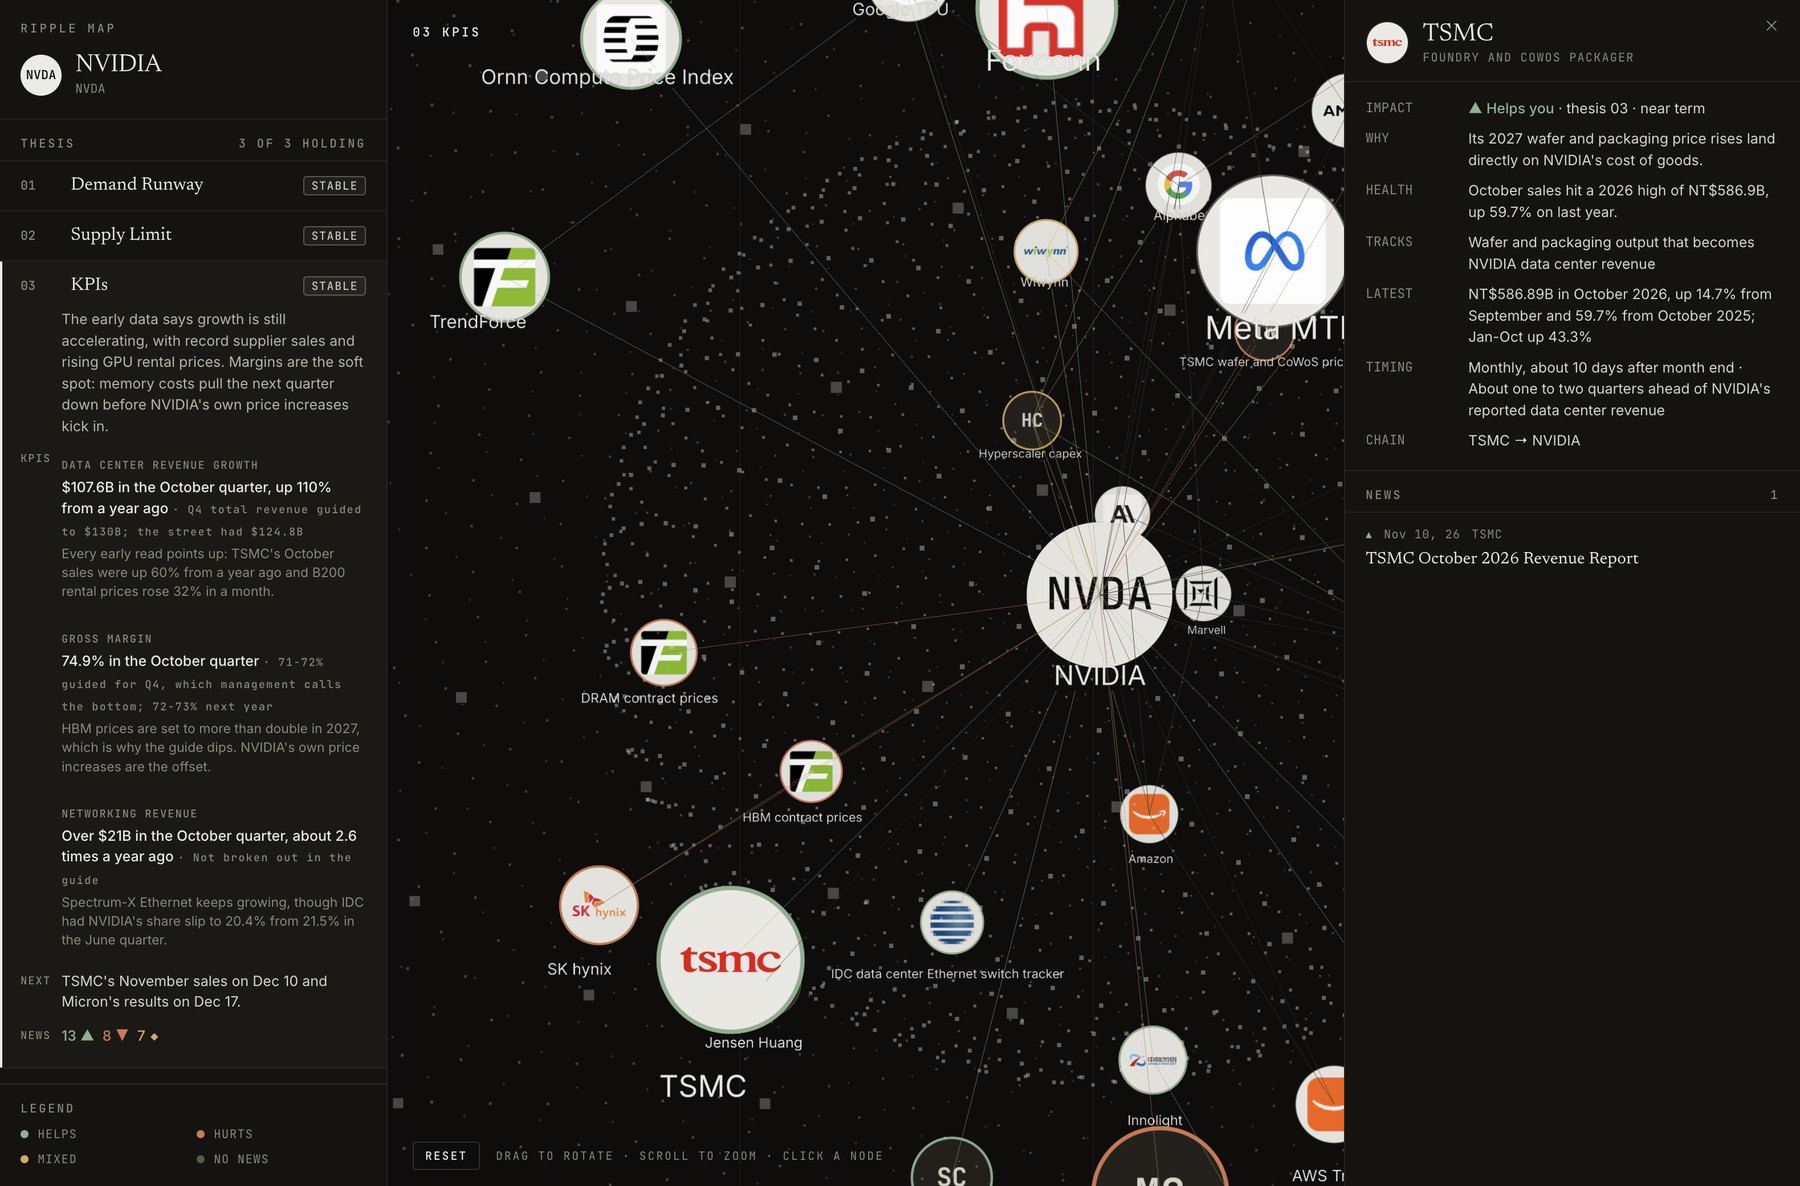 RIPPLE MAP
NVDA
NVIDIA
NVDA
THESIS
3 OF 3 HOLDING
01
Demand Runway
STABLE
02
Supply Limit
STABLE
03
KPIs
STABLE
The early data says growth is still
accelerating, with record supplier sales and
rising GPU rental prices. Margins are the soft
spot: memory costs pull the next quarter
down before NVIDIA's own price increases
kick in.
KPIS
DATA CENTER REVENUE GROWTH
$107.6B in the October quarter, up 110%
from a year ago · Q4 total revenue guided
to $130B; the street had $124.8B
Every early read points up: TSMC's October
sales were up 60% from a year ago and B200
rental prices rose 32% in a month.
GROSS MARGIN
74.9% in the October quarter · 71-72%
guided for Q4, which management calls
the bottom; 72-73% next year
HBM prices are set to more than double in 2027,
which is why the guide dips. NVIDIA's own price
increases are the offset.
NETWORKING REVENUE
Over $21B in the October quarter, about 2.6
times a year ago · Not broken out in the
guide
Spectrum-X Ethernet keeps growing, though IDC
had NVIDIA's share slip to 20.4% from 21.5% in
the June quarter.
NEXT
TSMC's November sales on Dec 10 and
Micron's results on Dec 17.
NEWS
13 ▲ 8 ▼ 7 ◆
LEGEND
HELPS
HURTS
MIXED
NO NEWS
03 KPIS
Ornn Compute Price Index
Google TPU
Foxconn
AM
Alphabe
wiwynn
Wiwynn
Meta MTI
TSMC wafer and CoWoS pric
TrendForce
HC
Hyperscaler capex
NVDA
NVIDIA
Marvell
DRAM contract prices
HBM contract prices
Amazon
SK hynix
SK hynix
tsmc
Jensen Huang
TSMC
IDC data center Ethernet switch tracker
Innolight
SC
MC
AWS Tr
RESET
DRAG TO ROTATE · SCROLL TO ZOOM · CLICK A NODE
tsmc
TSMC
FOUNDRY AND COWOS PACKAGER
IMPACT
▲ Helps you · thesis 03 · near term
WHY
Its 2027 wafer and packaging price rises land
directly on NVIDIA's cost of goods.
HEALTH
October sales hit a 2026 high of NT$586.9B,
up 59.7% on last year.
TRACKS
Wafer and packaging output that becomes
NVIDIA data center revenue
LATEST
NT$586.89B in October 2026, up 14.7% from
September and 59.7% from October 2025;
Jan-Oct up 43.3%
TIMING
Monthly, about 10 days after month end ·
About one to two quarters ahead of NVIDIA's
reported data center revenue
CHAIN
TSMC → NVIDIA
NEWS
1
▲ Nov 10, 26 TSMC
TSMC October 2026 Revenue Report